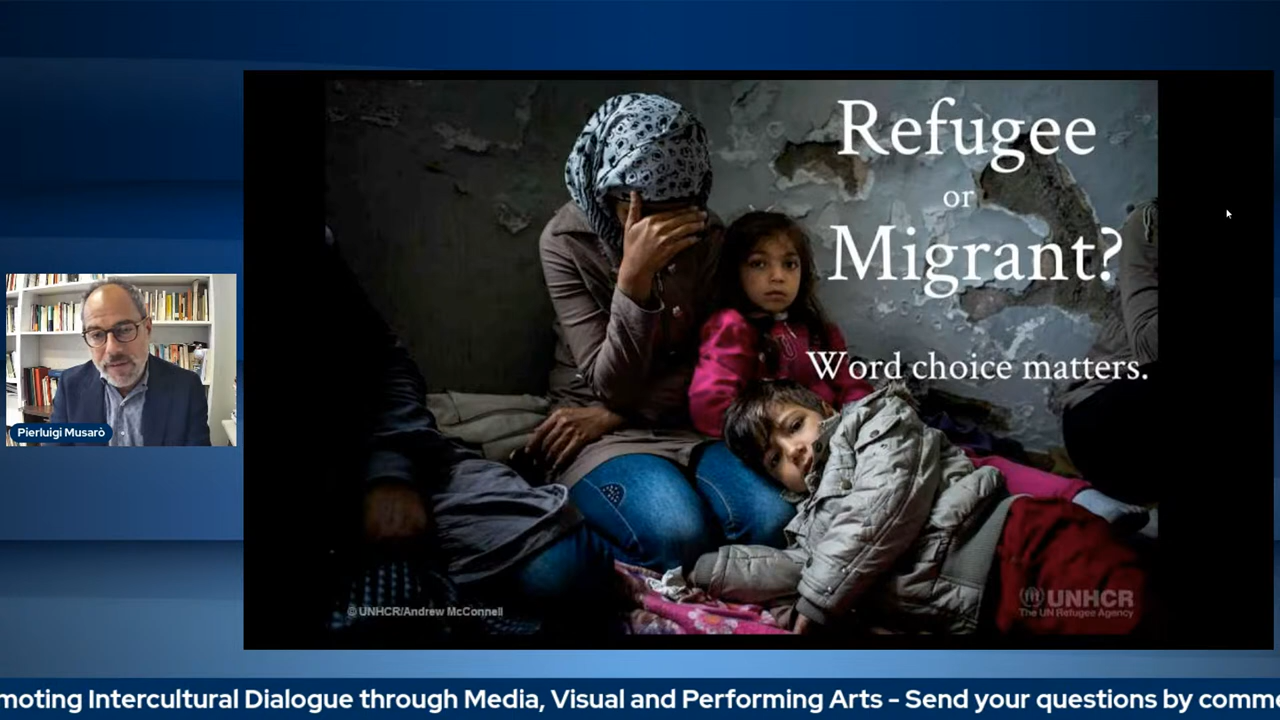 Refugee
or
Migrant?
Word choice matters.
Pierluigi Musarò
© UNHCR/Andrew McConnell
UNHCR
The UN Refugee Agency
moting Intercultural Dialogue through Media, Visual and Performing Arts - Send your questions by comm